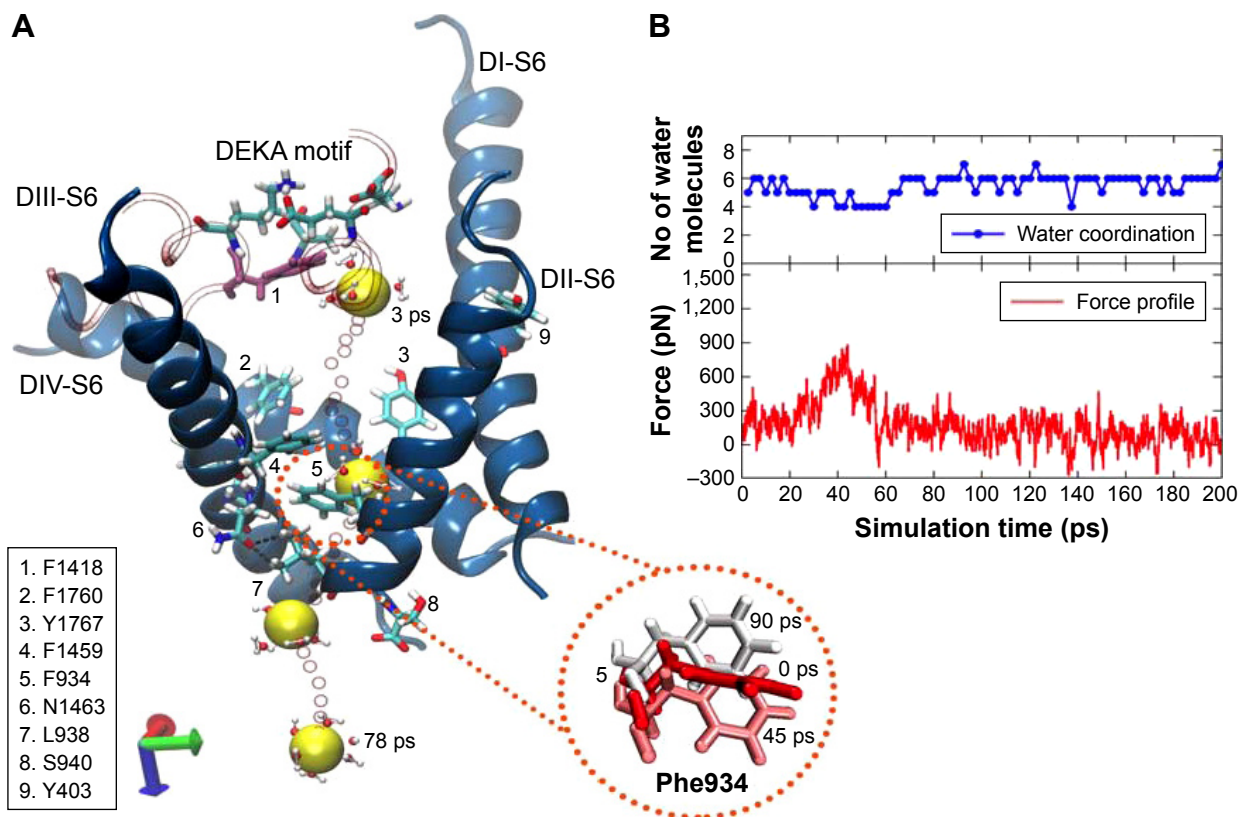 A
DI-S6
DEKA motif
DIII-S6
DII-S6
1
3 ps
9
DIV-S6
2
3
4
5
6
7
8
78 ps
1. F1418
2. F1760
3. Y1767
4. F1459
5. F934
6. N1463
7. L938
8. S940
9. Y403
90 ps
5
0 ps
45 ps
Phe934
B
No of water
molecules
8
6
4
2
0
Water coordination
Force (pN)
1,500
1,200
900
600
300
0
–300
Force profile
0 20 40 60 80 100 120 140 160 180 200
Simulation time (ps)